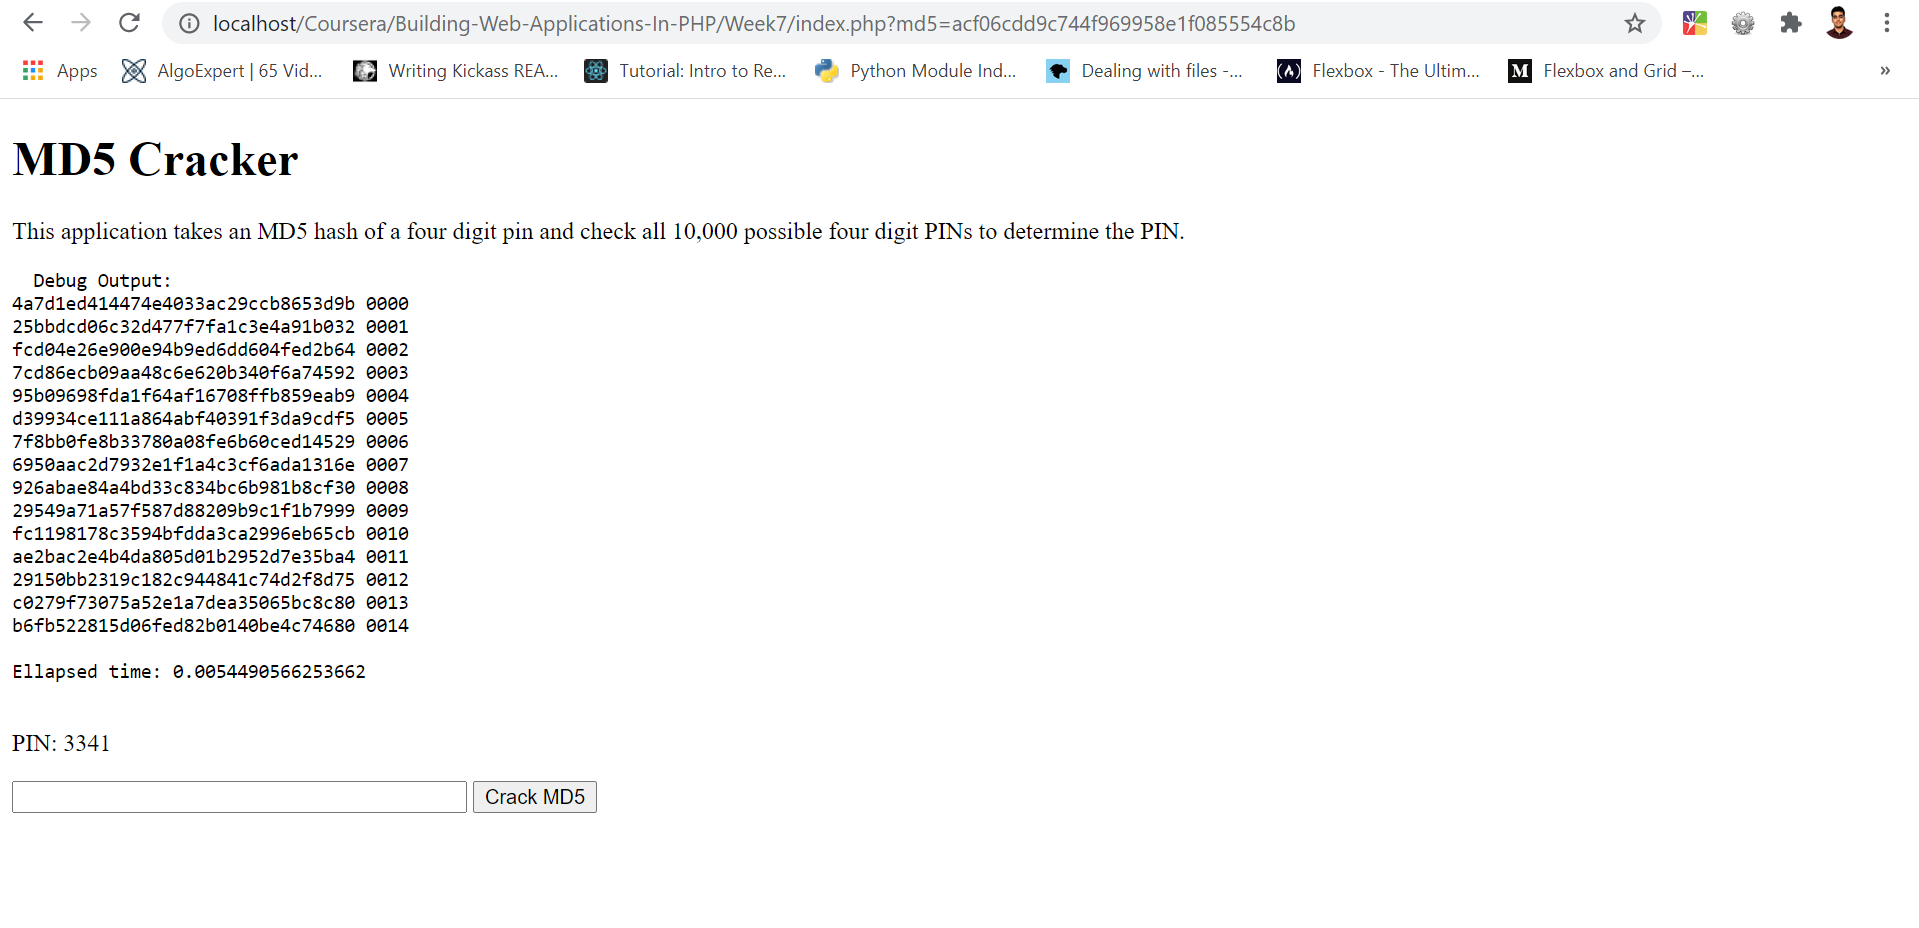 localhost/Coursera/Building-Web-Applications-In-PHP/Week7/index.php?md5=acf06cdd9c744f969958e1f085554c8b
Apps AlgoExpert | 65 Vid... Writing Kickass REA... Tutorial: Intro to Re... Python Module Ind... Dealing with files -... (A) Flexbox - The Ultim... M Flexbox and Grid –... »
MD5 Cracker
This application takes an MD5 hash of a four digit pin and check all 10,000 possible four digit PINs to determine the PIN.
Debug Output:
4a7d1ed414474e4033ac29ccb8653d9b 0000
25bbdcd06c32d477f7fa1c3e4a91b032 0001
fcd04e26e900e94b9ed6dd604fed2b64 0002
7cd86ecb09aa48c6e620b340f6a74592 0003
95b09698fda1f64af16708ffb859eab9 0004
d39934ce111a864abf40391f3da9cdf5 0005
7f8bb0fe8b33780a08fe6b60ced14529 0006
6950aac2d7932e1f1a4c3cf6ada1316e 0007
926abae84a4bd33c834bc6b981b8cf30 0008
29549a71a57f587d88209b9c1f1b7999 0009
fc1198178c3594bfdda3ca2996eb65cb 0010
ae2bac2e4b4da805d01b2952d7e35ba4 0011
29150bb2319c182c944841c74d2f8d75 0012
c0279f73075a52e1a7dea35065bc8c80 0013
b6fb522815d06fed82b0140be4c74680 0014
Ellapsed time: 0.0054490566253662
PIN: 3341
Crack MD5